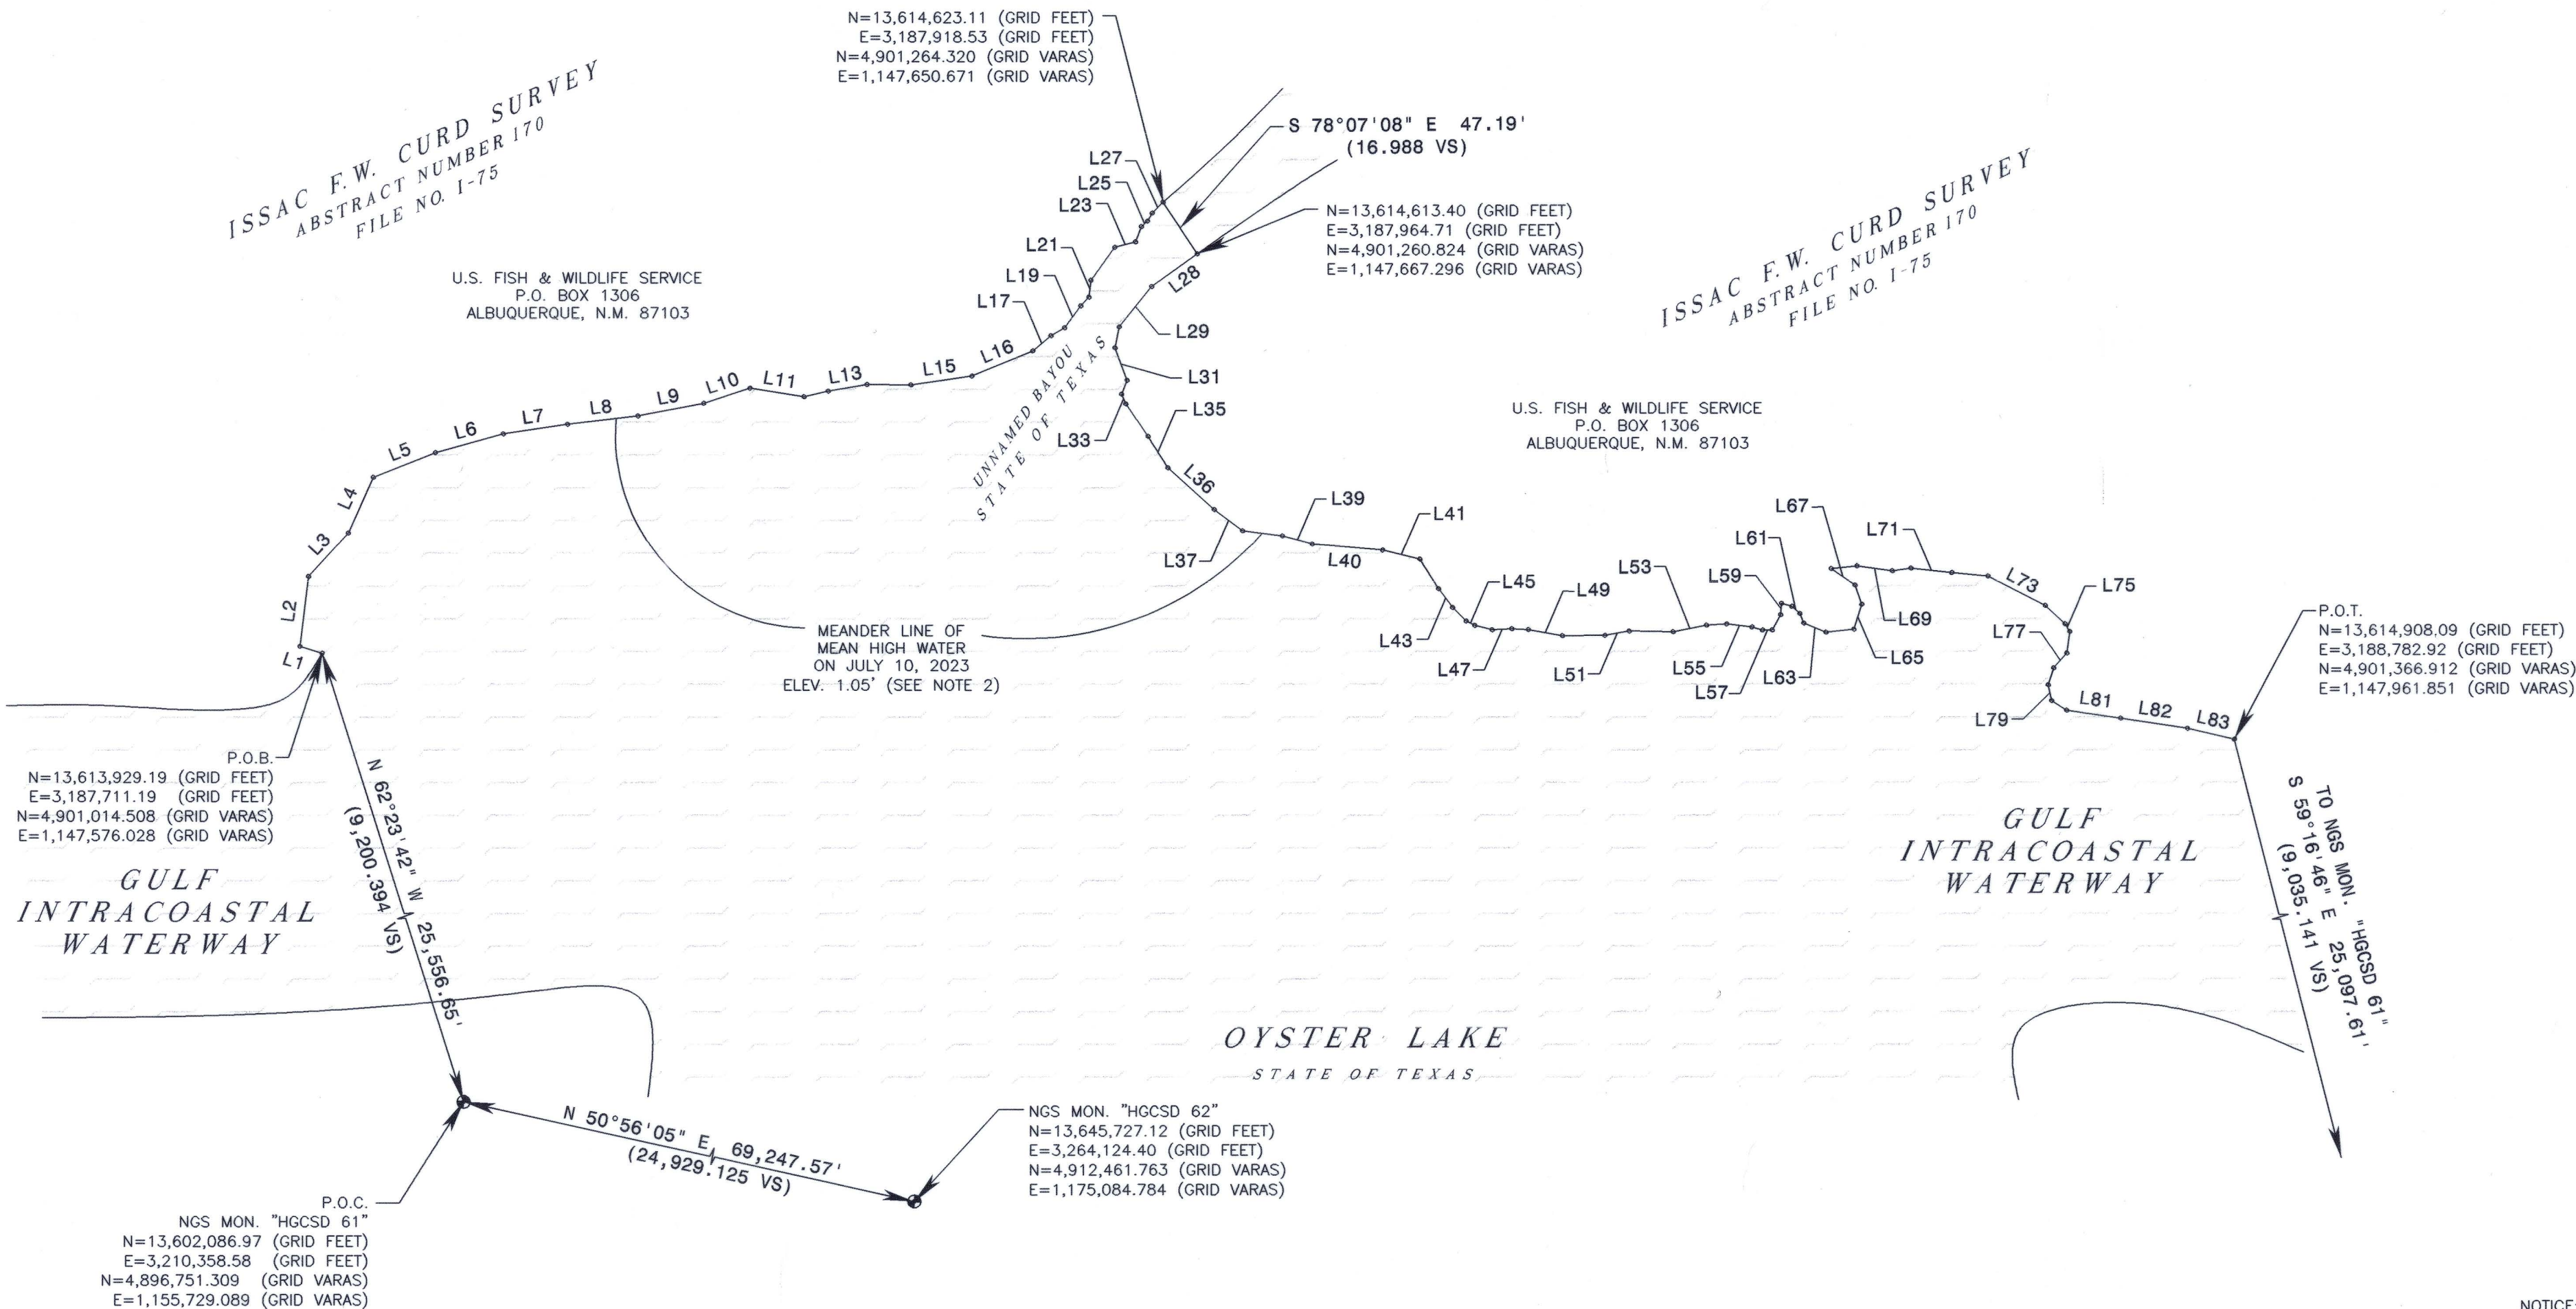 N=13,614,623.11 (GRID FEET)
E=3,187,918.53 (GRID FEET)
N=4,901,264.320 (GRID VARAS)
E=1,147,650.671 (GRID VARAS)
ISSAC F.W. CURD SURVEY
ABSTRACT NUMBER 170
FILE NO. I-75
S 78°07'08" E 47.19'
(16.988 VS)
L27
L25
L23
L21
L19
L17
N=13,614,613.40 (GRID FEET)
E=3,187,964.71 (GRID FEET)
N=4,901,260.824 (GRID VARAS)
E=1,147,667.296 (GRID VARAS)
ISSAC F.W. CURD SURVEY
ABSTRACT NUMBER 170
FILE NO. I-75
U.S. FISH & WILDLIFE SERVICE
P.O. BOX 1306
ALBUQUERQUE, N.M. 87103
L28
L29
L31
L33
L35
L36
L37
L39
L40
L41
UNNAMED BAYOU
STATE OF TEXAS
L16
L15
L13
L11
L10
L9
L8
L7
L6
L5
L4
L3
L2
L1
U.S. FISH & WILDLIFE SERVICE
P.O. BOX 1306
ALBUQUERQUE, N.M. 87103
L43
L45
L47
L49
L51
L53
L55
L57
L59
L61
L63
L65
L67
L69
L71
L73
L75
L77
L79
L81
L82
L83
MEANDER LINE OF
MEAN HIGH WATER
ON JULY 10, 2023
ELEV. 1.05' (SEE NOTE 2)
P.O.T.
N=13,614,908.09 (GRID FEET)
E=3,188,782.92 (GRID FEET)
N=4,901,366.912 (GRID VARAS)
E=1,147,961.851 (GRID VARAS)
P.O.B.
N=13,613,929.19 (GRID FEET)
E=3,187,711.19 (GRID FEET)
N=4,901,014.508 (GRID VARAS)
E=1,147,576.028 (GRID VARAS)
N 62°23'42" W 25,556.65'
(9,200.394 VS)
GULF
INTRACOASTAL
WATERWAY
GULF
INTRACOASTAL
WATERWAY
TO NGS MON. "HGCSD 61"
S 59°16'46" E 25,097.61'
(9,035.141 VS)
OYSTER LAKE
STATE OF TEXAS
N 50°56'05" E, 69,247.57'
(24,929.125 VS)
NGS MON. "HGCSD 62"
N=13,645,727.12 (GRID FEET)
E=3,264,124.40 (GRID FEET)
N=4,912,461.763 (GRID VARAS)
E=1,175,084.784 (GRID VARAS)
P.O.C.
NGS MON. "HGCSD 61"
N=13,602,086.97 (GRID FEET)
E=3,210,358.58 (GRID FEET)
N=4,896,751.309 (GRID VARAS)
E=1,155,729.089 (GRID VARAS)